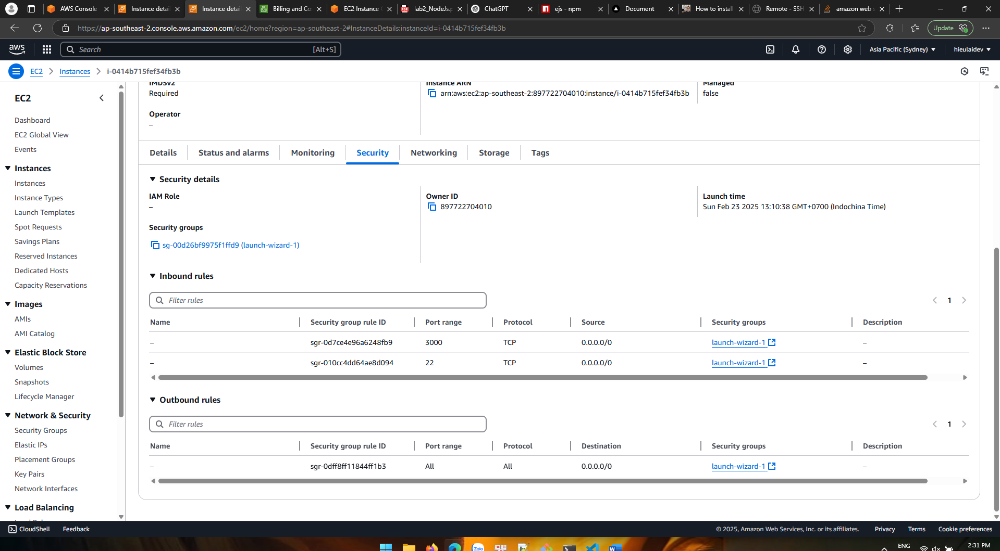 AWS Console
Instance detai
Instance detai
Billing and Co
EC2 Instance
lab2_NodeJs.p
ChatGPT
ejs - npm
Document
How to instal
Remote - SSH
amazon web s
https://ap-southeast-2.console.aws.amazon.com/ec2/home?region=ap-southeast-2#InstanceDetails:instanceId=i-0414b715fef34fb3b
Update
aws
Search
[Alt+S]
Asia Pacific (Sydney)
hieulaidev
EC2
Instances
i-0414b715fef34fb3b
EC2
Dashboard
EC2 Global View
Events
Instances
Instances
Instance Types
Launch Templates
Spot Requests
Savings Plans
Reserved Instances
Dedicated Hosts
Capacity Reservations
Images
AMIs
AMI Catalog
Elastic Block Store
Volumes
Snapshots
Lifecycle Manager
Network & Security
Security Groups
Elastic IPs
Placement Groups
Key Pairs
Network Interfaces
Load Balancing
IMDSv2
Required
Instance ARN
arn:aws:ec2:ap-southeast-2:897722704010:instance/i-0414b715fef34fb3b
Managed
false
Operator
–
Details Status and alarms Monitoring Security Networking Storage Tags
Security details
IAM Role
–
Owner ID
897722704010
Launch time
Sun Feb 23 2025 13:10:38 GMT+0700 (Indochina Time)
Security groups
sg-00d26bf9975f1ffd9 (launch-wizard-1)
Inbound rules
Filter rules
1
Name Security group rule ID Port range Protocol Source Security groups Description
– sgr-0d7ce4e96a6248fb9 3000 TCP 0.0.0.0/0 launch-wizard-1 –
– sgr-010cc4dd64ae8d094 22 TCP 0.0.0.0/0 launch-wizard-1 –
Outbound rules
Filter rules
1
Name Security group rule ID Port range Protocol Destination Security groups Description
– sgr-0dff8ff11844ff1b3 All All 0.0.0.0/0 launch-wizard-1 –
CloudShell Feedback
© 2025, Amazon Web Services, Inc. or its affiliates. Privacy Terms Cookie preferences
Zalo
ENG
2:31 PM